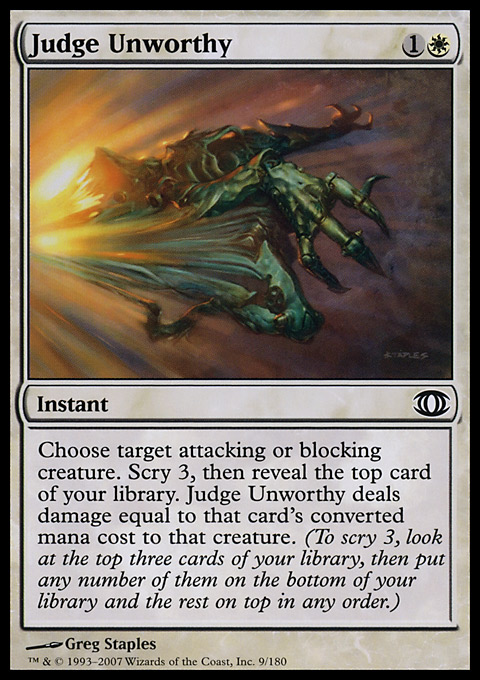 Judge Unworthy 1
STAPLES
Instant
Choose target attacking or blocking
creature. Scry 3, then reveal the top card
of your library. Judge Unworthy deals
damage equal to that card's converted
mana cost to that creature. (To scry 3, look
at the top three cards of your library, then put
any number of them on the bottom of your
library and the rest on top in any order.)
Greg Staples
™ & © 1993–2007 Wizards of the Coast, Inc. 9/180